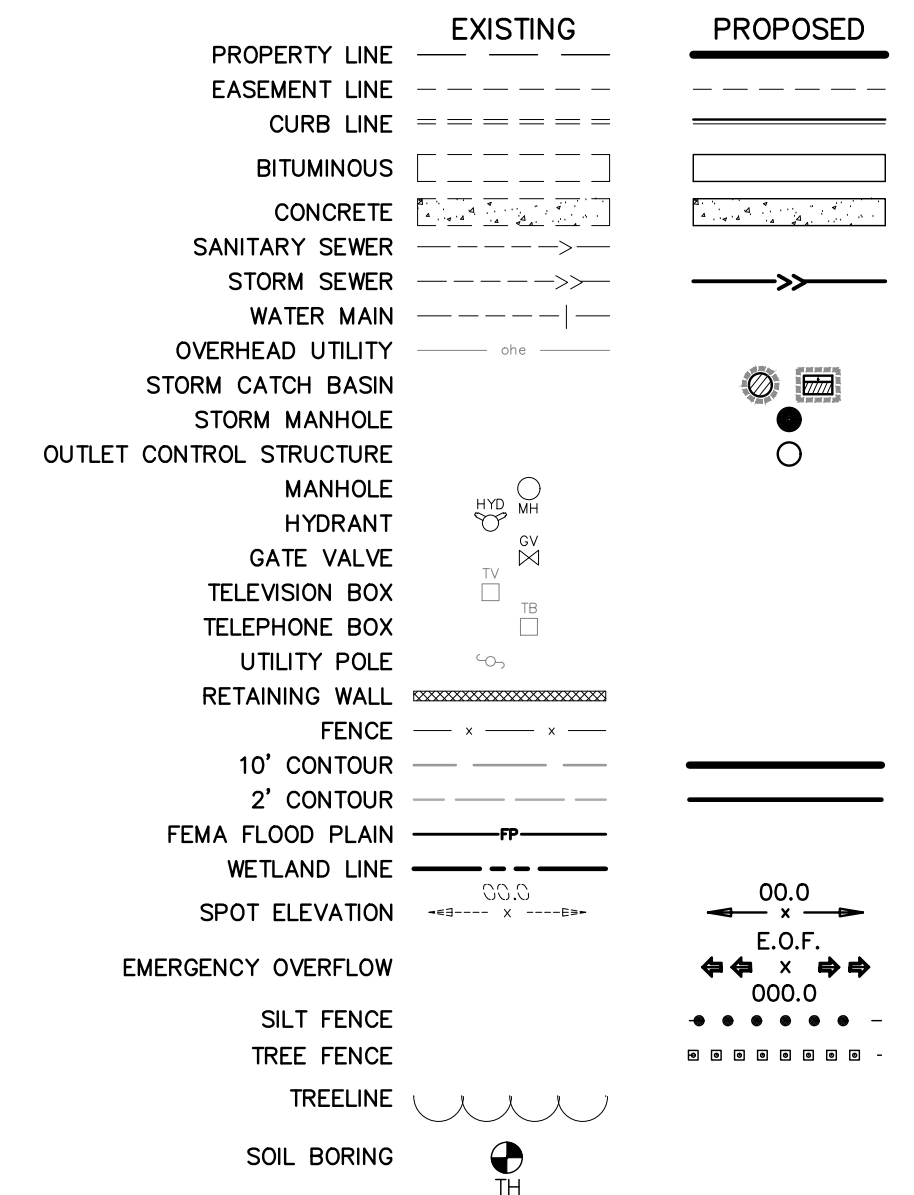 EXISTING PROPOSED
PROPERTY LINE
EASEMENT LINE
CURB LINE
BITUMINOUS
CONCRETE
SANITARY SEWER
STORM SEWER
WATER MAIN
OVERHEAD UTILITY ohe
STORM CATCH BASIN
STORM MANHOLE
OUTLET CONTROL STRUCTURE
MANHOLE
HYD MH
HYDRANT
GV
GATE VALVE
TV
TELEVISION BOX
TB
TELEPHONE BOX
UTILITY POLE
RETAINING WALL
FENCE x x
10' CONTOUR
2' CONTOUR
FEMA FLOOD PLAIN FP
WETLAND LINE
00.0 00.0
SPOT ELEVATION x x
E.O.F.
EMERGENCY OVERFLOW x
000.0
SILT FENCE
TREE FENCE
TREELINE
SOIL BORING
TH